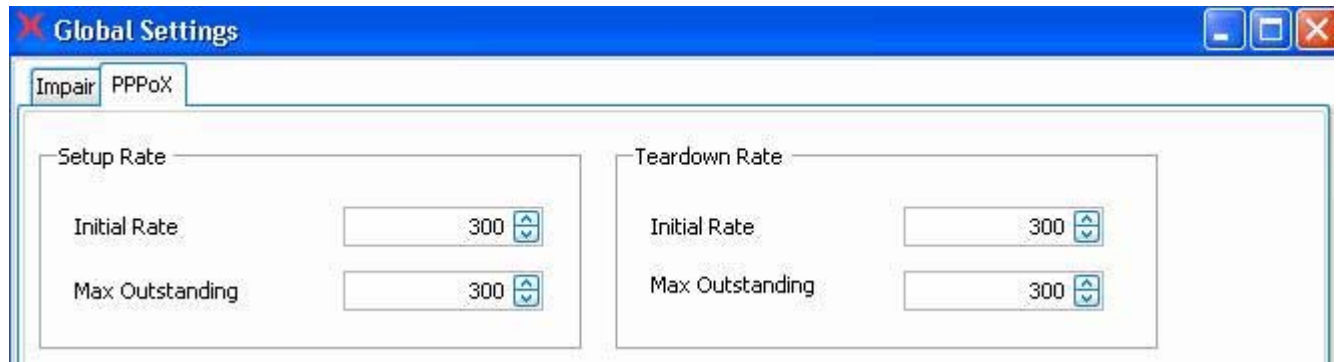 Global Settings
Impair PPPoX
Setup Rate
Initial Rate 300
Max Outstanding 300
Teardown Rate
Initial Rate 300
Max Outstanding 300